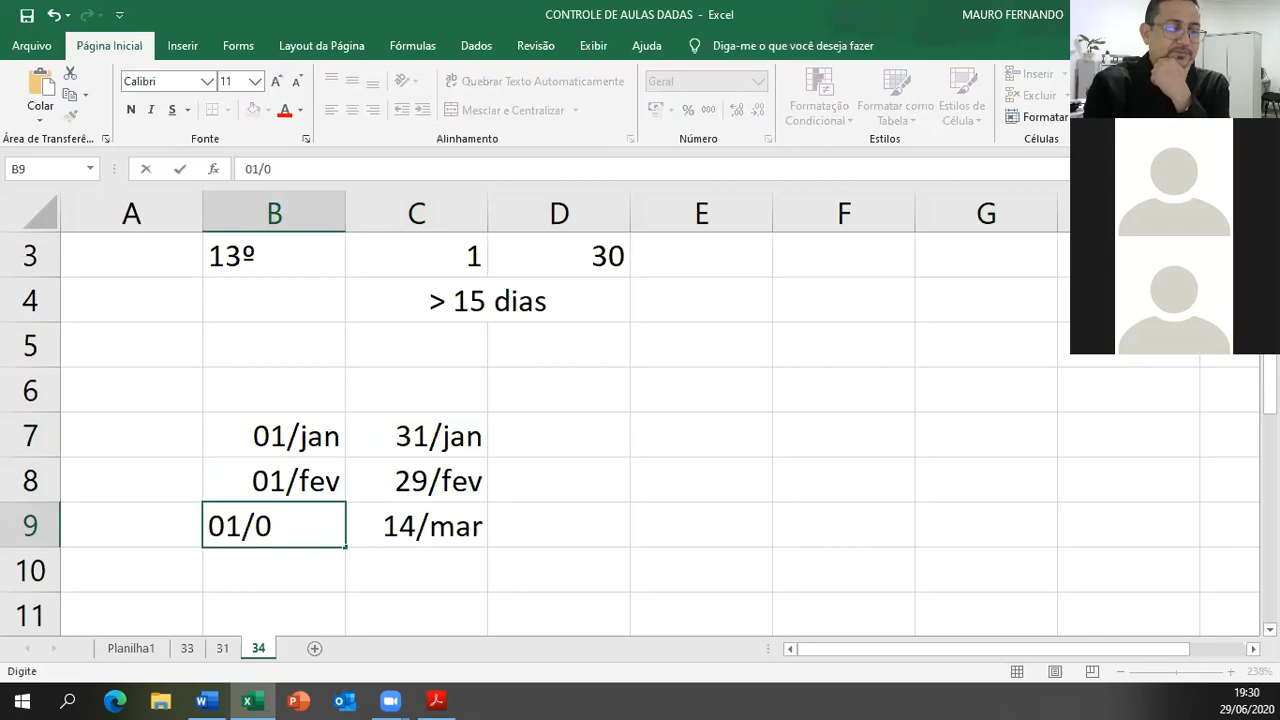 CONTROLE DE AULAS DADAS - Excel
MAURO FERNANDO
Arquivo
Página Inicial
Inserir
Forms
Layout da Página
Fórmulas
Dados
Revisão
Exibir
Ajuda
Diga-me o que você deseja fazer
Colar
Calibri
11
N I S
Quebrar Texto Automaticamente
Mesclar e Centralizar
Geral
% 000
Formatação Condicional
Formatar como Tabela
Estilos de Célula
Inserir
Excluir
Formatar
Área de Transferê...
Fonte
Alinhamento
Número
Estilos
Células
B9
fx
01/0
A B C D E F G
3 13º 1 30
4 > 15 dias
5
6
7 01/jan 31/jan
8 01/fev 29/fev
9 01/0 14/mar
10
11
Planilha1 33 31 34
Digite
238%
19:30
29/06/2020